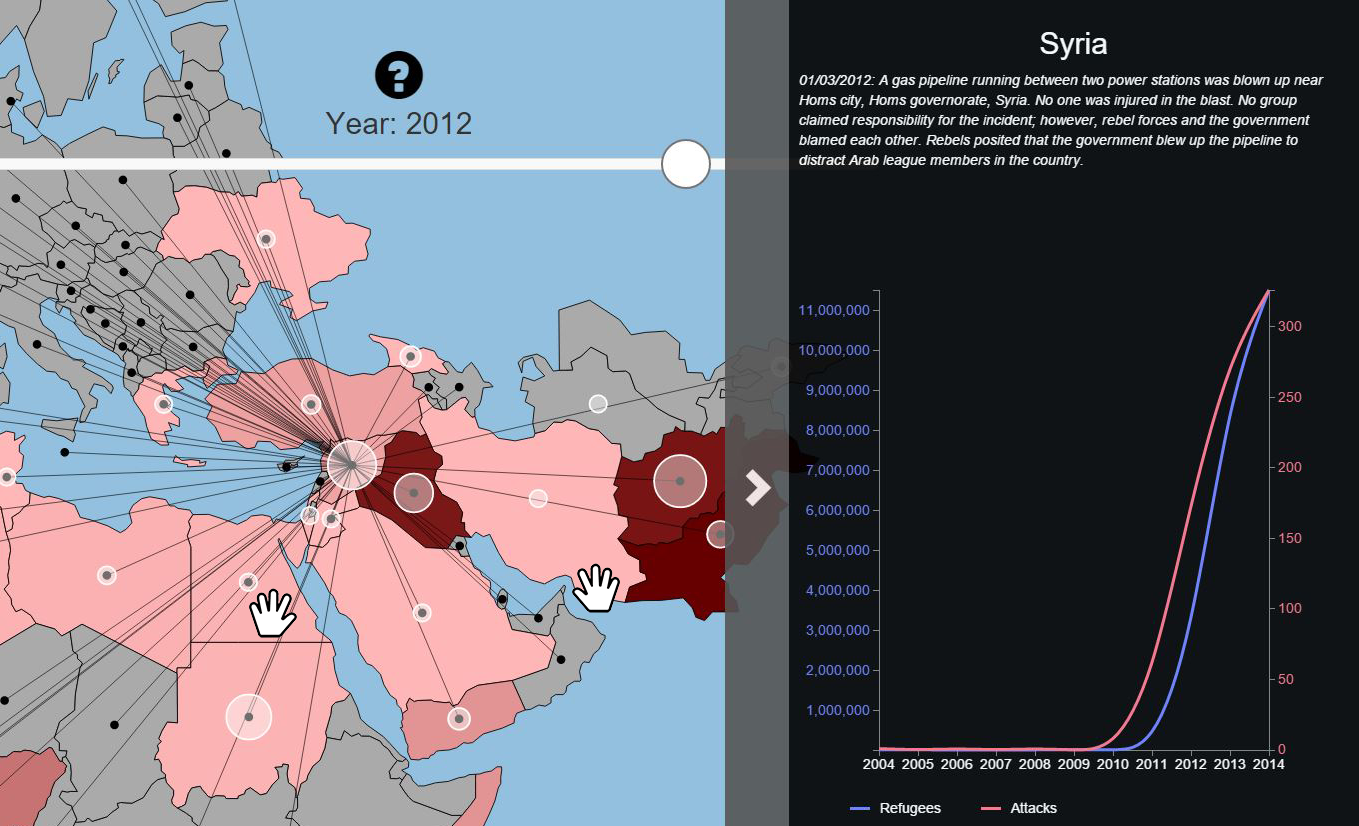 ?
Year: 2012
Syria
01/03/2012: A gas pipeline running between two power stations was blown up near
Homs city, Homs governorate, Syria. No one was injured in the blast. No group
claimed responsibility for the incident; however, rebel forces and the government
blamed each other. Rebels posited that the government blew up the pipeline to
distract Arab league members in the country.
11,000,000
10,000,000
9,000,000
8,000,000
7,000,000
6,000,000
5,000,000
4,000,000
3,000,000
2,000,000
1,000,000
300
250
200
150
100
50
0
2004 2005 2006 2007 2008 2009 2010 2011 2012 2013 2014
Refugees Attacks